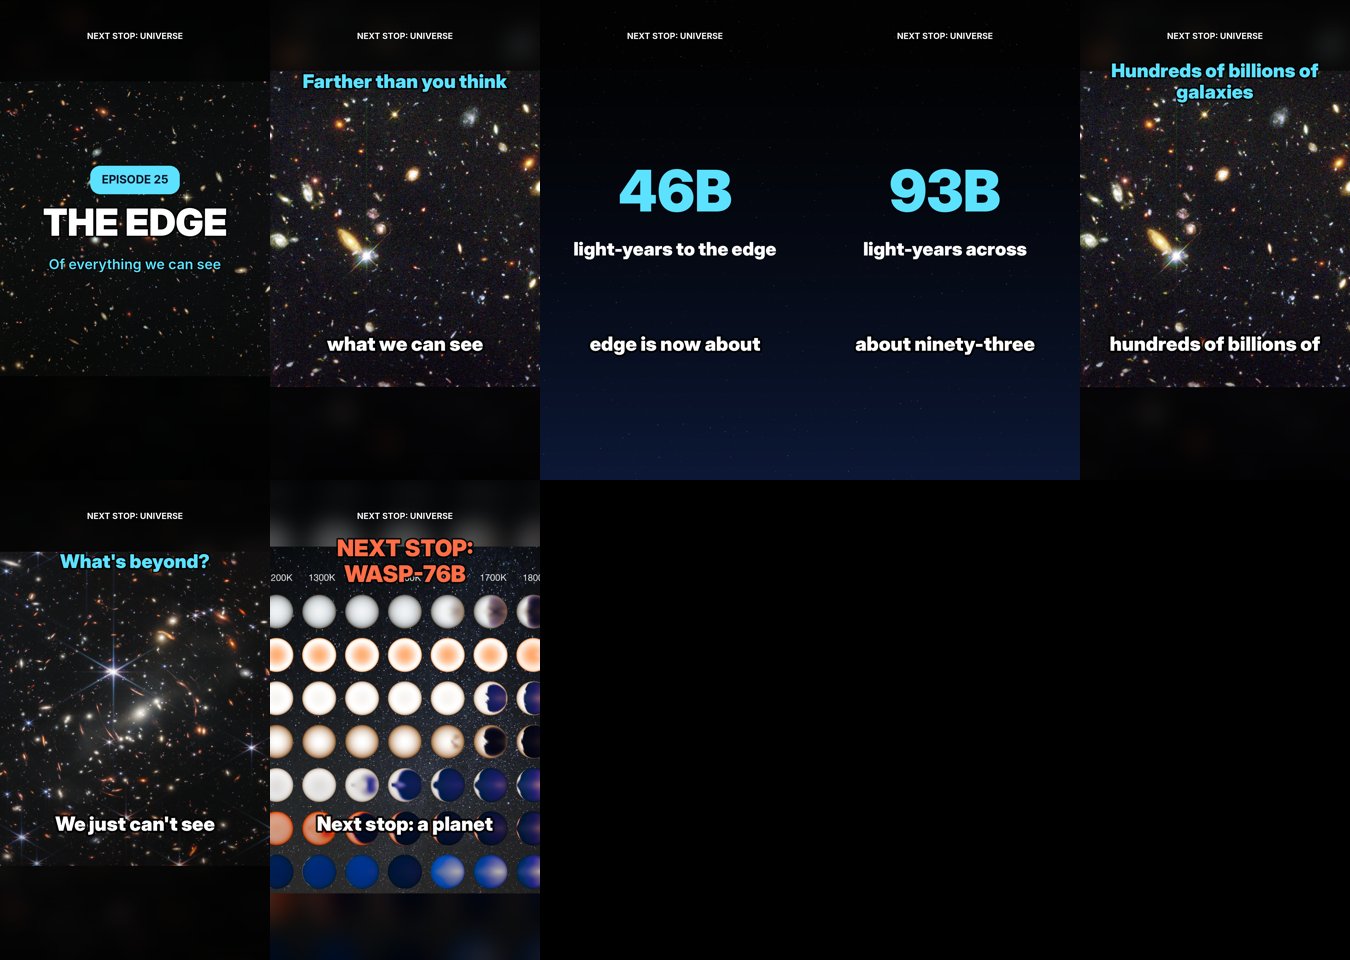 NEXT STOP: UNIVERSE
EPISODE 25
THE EDGE
Of everything we can see
NEXT STOP: UNIVERSE
Farther than you think
what we can see
NEXT STOP: UNIVERSE
46B
light-years to the edge
edge is now about
NEXT STOP: UNIVERSE
93B
light-years across
about ninety-three
NEXT STOP: UNIVERSE
Hundreds of billions of
galaxies
hundreds of billions of
NEXT STOP: UNIVERSE
What's beyond?
We just can't see
NEXT STOP: UNIVERSE
NEXT STOP:
WASP-76B
200K 1300K 1700K 180
Next stop: a planet